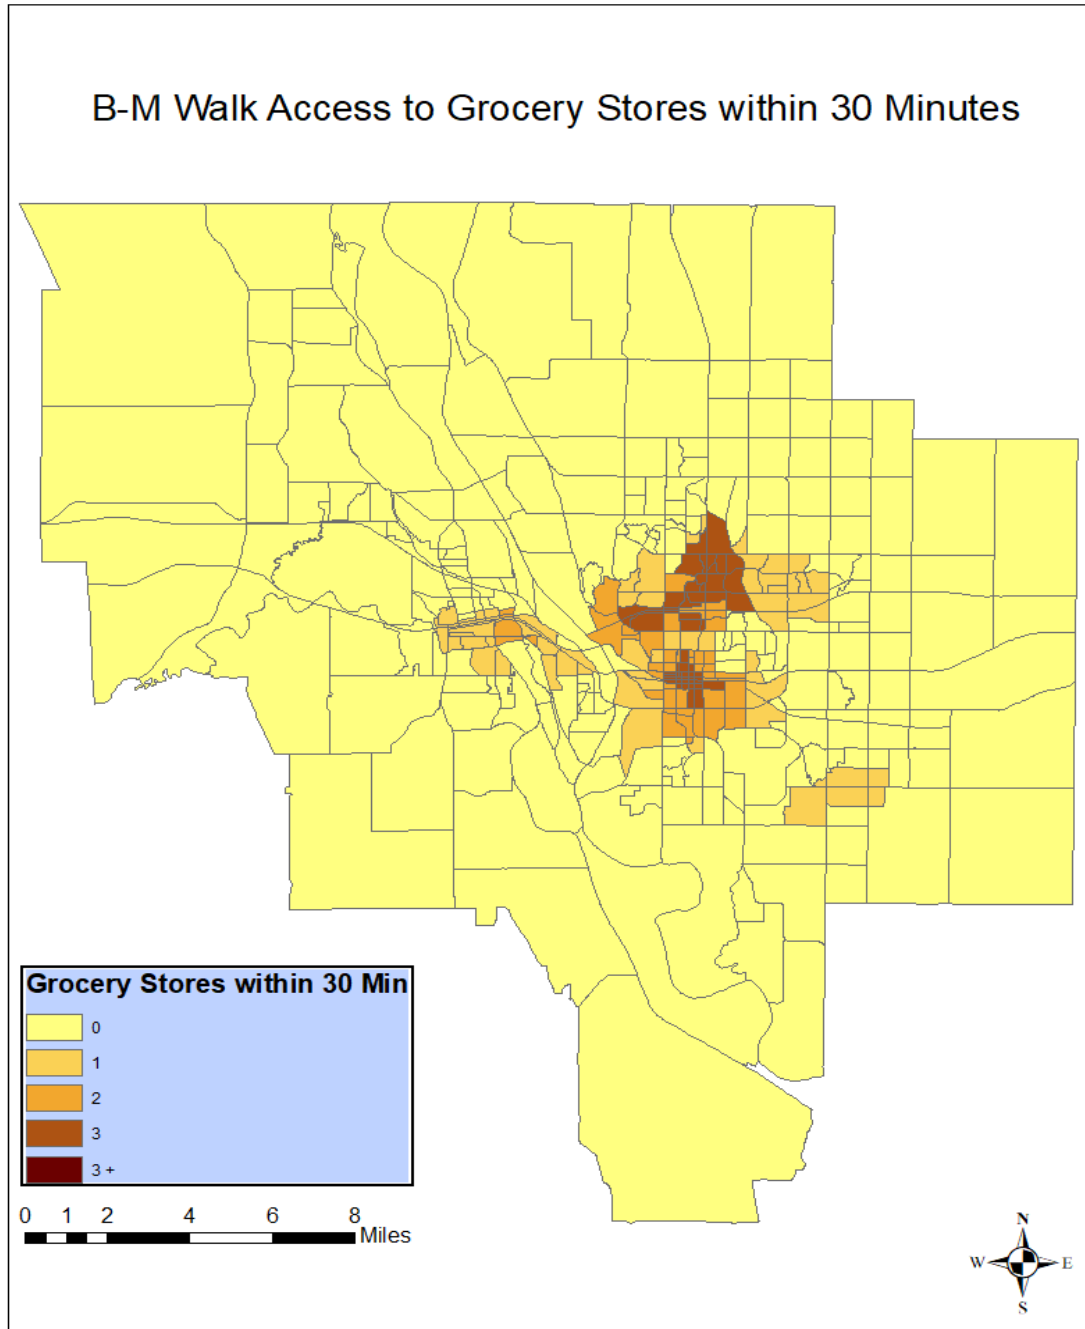 B-M Walk Access to Grocery Stores within 30 Minutes
Grocery Stores within 30 Min
0
1
2
3
3 +
0 1 2 4 6 8
Miles
N
W E
S